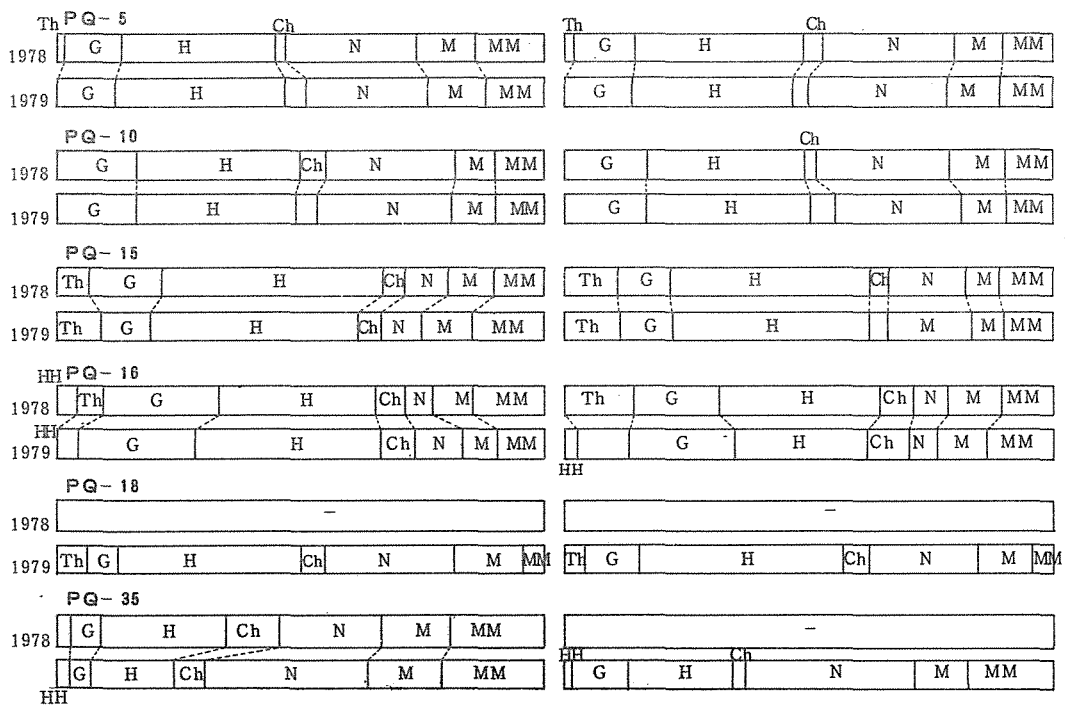 Th PQ-5 Ch Th Ch
1978 G H N M MM G H N M MM
1979 G H N M MM G H N M MM
PQ-10 Ch
1978 G H Ch N M MM G H N M MM
1979 G H N M MM G H N M MM
PQ-15
1978 Th G H Ch N M MM Th G H Ch N M MM
1979 Th G H Ch N M MM Th G H M M MM
HH PQ-16
1978 Th G H Ch N M MM Th G H Ch N M MM
HH
1979 G H Ch N M MM G H Ch N M MM
HH
PQ-18
1978 – –
1979 Th G H Ch N M MM Th G H Ch N M MM
PQ-35
1978 G H Ch N M MM –
HH Ch
1979 G H Ch N M MM G H N M MM
HH